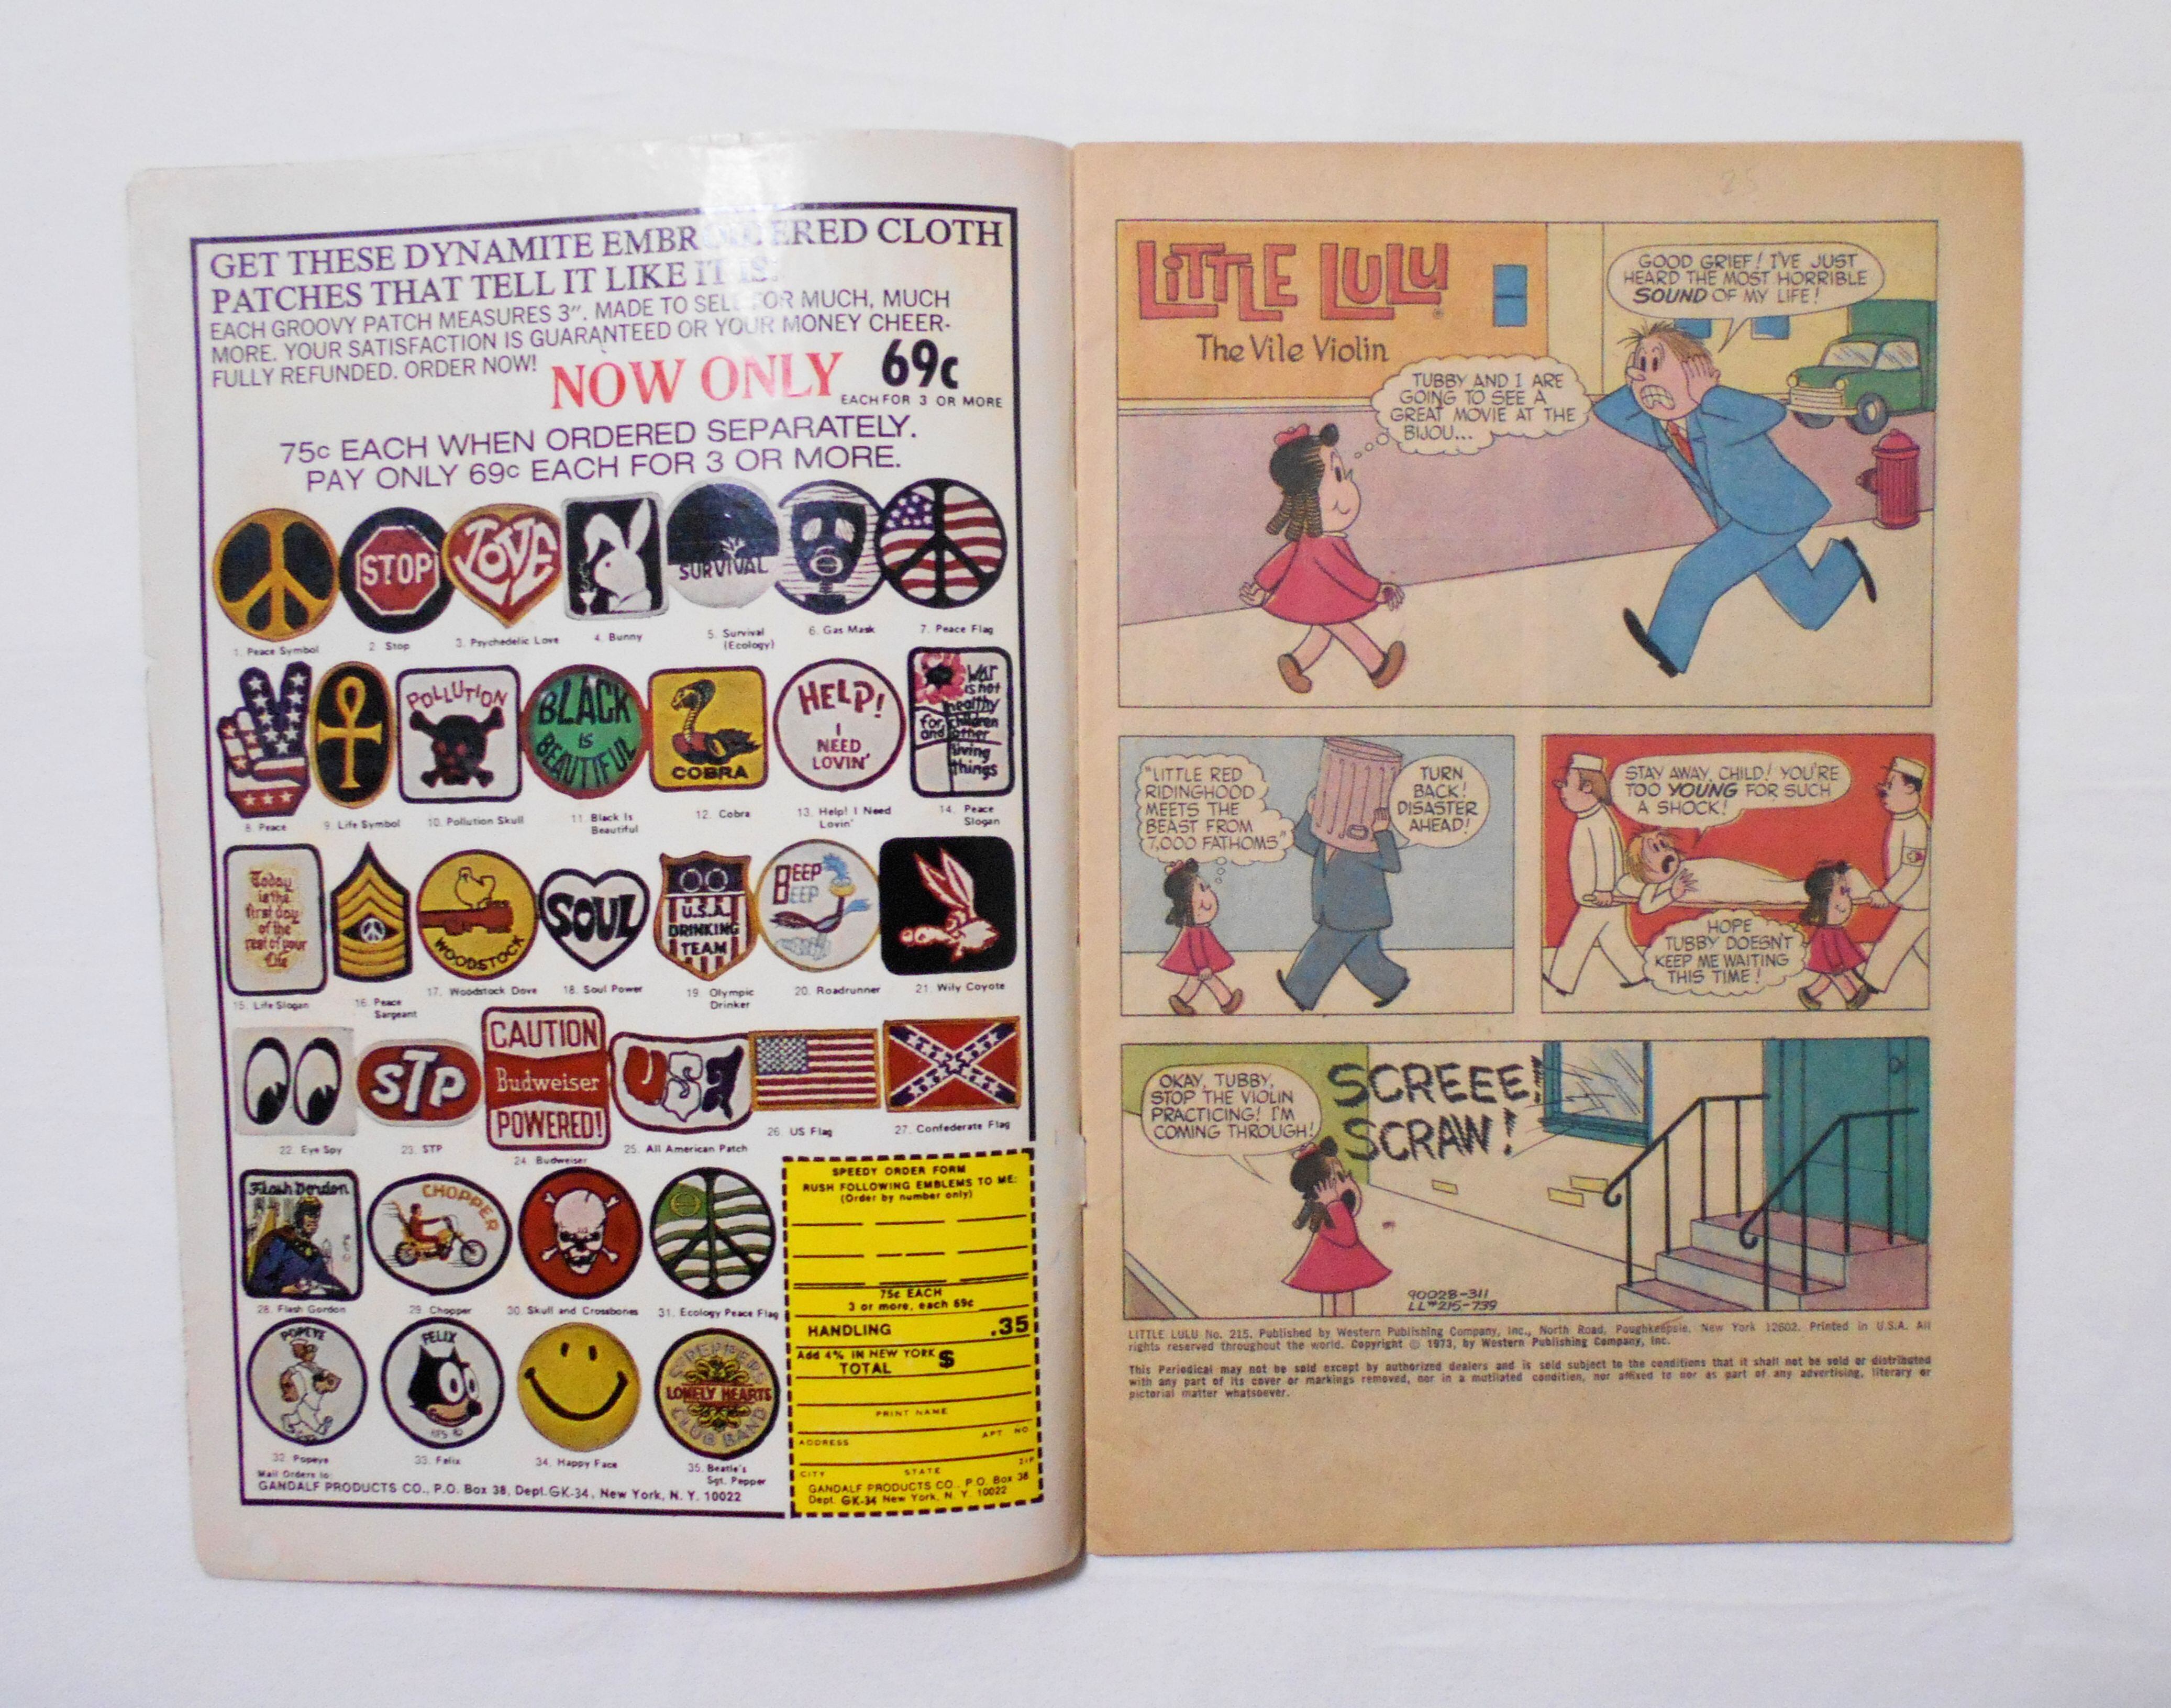 GET THESE DYNAMITE EMBR ERED CLOTH
PATCHES THAT TELL IT LIKE IT IS.
EACH GROOVY PATCH MEASURES 3". MADE TO SELL FOR MUCH, MUCH
MORE. YOUR SATISFACTION IS GUARANTEED OR YOUR MONEY CHEER-
FULLY REFUNDED. ORDER NOW!
NOW ONLY 69c
EACH FOR 3 OR MORE
75c EACH WHEN ORDERED SEPARATELY.
PAY ONLY 69c EACH FOR 3 OR MORE.
STOP
LOVE
SURVIVAL
1. Peace Symbol
2. Stop
3. Psychedelic Love
4. Bunny
5. Survival
(Ecology)
6. Gas Mask
7. Peace Flag
POLLUTION
BLACK
IS
BEAUTIFUL
COBRA
HELP!
I
NEED
LOVIN'
War
is not
healthy
for children
and other
living
things
8. Peace
9. Life Symbol
10. Pollution Skull
11. Black Is
Beautiful
12. Cobra
13. Help! I Need
Lovin'
14. Peace
Slogan
Today
is the
first day
of the
rest of your
life
WOODSTOCK
SOUL
U.S.A.
DRINKING
TEAM
BEEP
BEEP
15. Life Slogan
16. Peace
Sargeant
17. Woodstock Dove
18. Soul Power
19. Olympic
Drinker
20. Roadrunner
21. Wily Coyote
STP
CAUTION
Budweiser
POWERED!
USA
22. Eye Spy
23. STP
24. Budweiser
25. All American Patch
26. US Flag
27. Confederate Flag
Flash Gordon
CHOPPER
28. Flash Gordon
29. Chopper
30. Skull and Crossbones
31. Ecology Peace Flag
POPEYE
FELIX
KFS ©
SGT. PEPPERS
LONELY HEARTS
CLUB BAND
32. Popeye
33. Felix
34. Happy Face
35. Beatle's
Sgt. Pepper
Mail Orders to:
GANDALF PRODUCTS CO., P.O. Box 38, Dept. GK-34, New York, N. Y. 10022
SPEEDY ORDER FORM
RUSH FOLLOWING EMBLEMS TO ME:
(Order by number only)
75c EACH
3 or more, each 69c
HANDLING .35
Add 4% IN NEW YORK
TOTAL $
PRINT NAME
ADDRESS APT NO
CITY STATE ZIP
GANDALF PRODUCTS CO., P.O. Box 38
Dept. GK-34 New York, N. Y. 10022
LITTLE LULU
The Vile Violin
TUBBY AND I ARE
GOING TO SEE A
GREAT MOVIE AT THE
BIJOU...
GOOD GRIEF! I'VE JUST
HEARD THE MOST HORRIBLE
SOUND OF MY LIFE!
"LITTLE RED
RIDINGHOOD
MEETS THE
BEAST FROM
7,000 FATHOMS"
TURN
BACK!
DISASTER
AHEAD!
STAY AWAY, CHILD! YOU'RE
TOO YOUNG FOR SUCH
A SHOCK!
HOPE
TUBBY DOESN'T
KEEP ME WAITING
THIS TIME!
OKAY, TUBBY,
STOP THE VIOLIN
PRACTICING! I'M
COMING THROUGH!
SCREEE!
SCRAW!
90028-311
LL#215-739
LITTLE LULU No. 215. Published by Western Publishing Company, Inc., North Road, Poughkeepsie, New York 12602. Printed in U.S.A. All
rights reserved throughout the world. Copyright © 1973, by Western Publishing Company, Inc.
This Periodical may not be sold except by authorized dealers and is sold subject to the conditions that it shall not be sold or distributed
with any part of its cover or markings removed, nor in a mutilated condition, nor affixed to nor as part of any advertising, literary or
pictorial matter whatsoever.